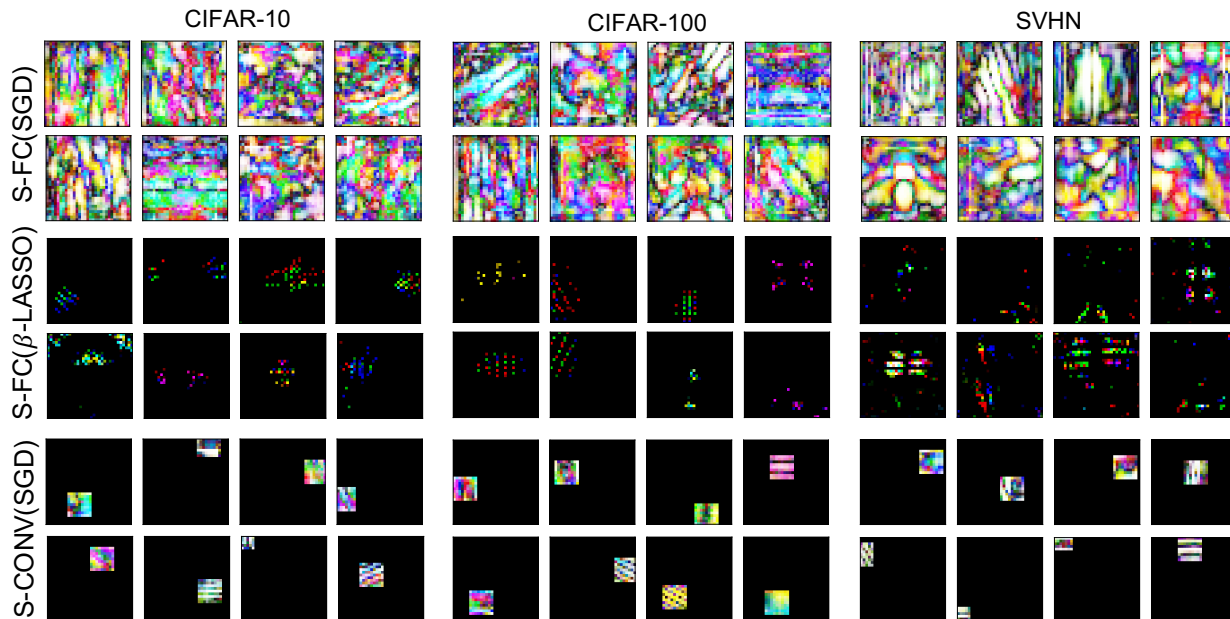 CIFAR-10
CIFAR-100
SVHN
S-FC(SGD)
S-FC(β-LASSO)
S-CONV(SGD)